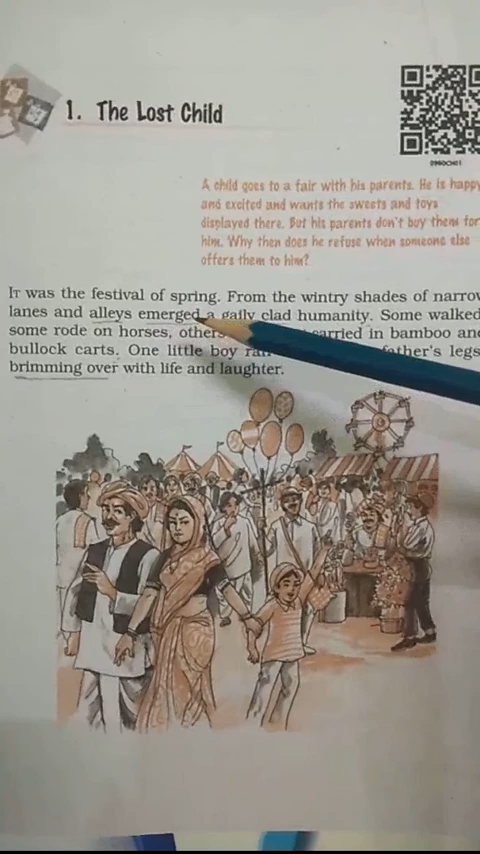 1. The Lost Child
0960CH01
A child goes to a fair with his parents. He is happy
and excited and wants the sweets and toys
displayed there. But his parents don't buy them for
him. Why then does he refuse when someone else
offers them to him?
IT was the festival of spring. From the wintry shades of
lanes and alleys emerged a gaily clad humanity. Some walked
some rode on horses, others carried in bamboo and
bullock carts. One little boy ran father's legs
brimming over with life and laughter.